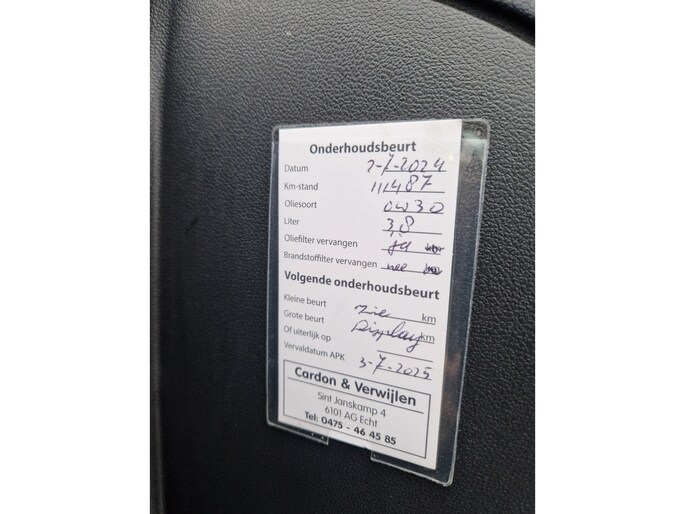 Onderhoudsbeurt
Datum 2-7-2024
Km-stand 111487
Oliesoort 0W30
Liter 3,8
Oliefilter vervangen ja
Brandstoffilter vervangen nee
Volgende onderhoudsbeurt
Kleine beurt zie km
Grote beurt Display km
Of uiterlijk op
Vervaldatum APK 3-7-2025
Cardon & Verwijlen
Sint Janskamp 4
6101 AG Echt
Tel: 0475 - 46 45 85